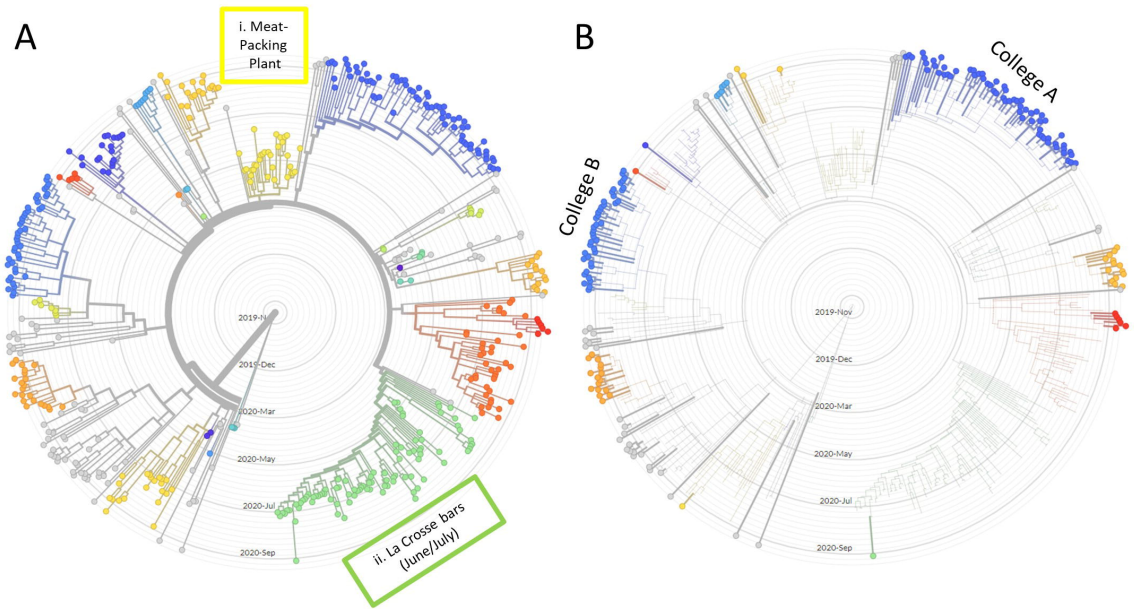 A
i. Meat-
Packing
Plant
2019-N
2019-Dec
2020-Mar
2020-May
2020-Jul
2020-Sep
ii. La Crosse bars
(June/July)
B
College A
College B
2019-Nov
2019-Dec
2020-Mar
2020-May
2020-Jul
2020-Sep